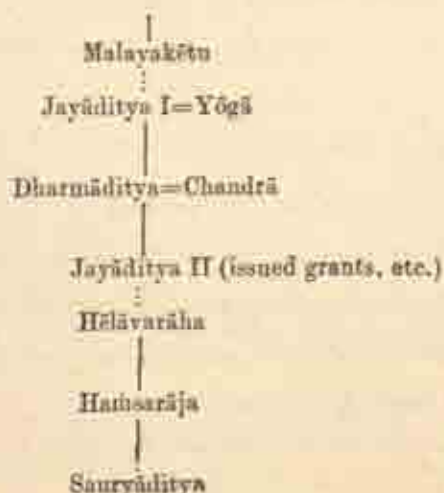 Malayakētu
Jayāditya I=Yōgā
Dharmāditya=Chandrā
Jayāditya II (issued grants, etc.)
Hēlāvarāha
Haṁsarāja
Sauryāditya